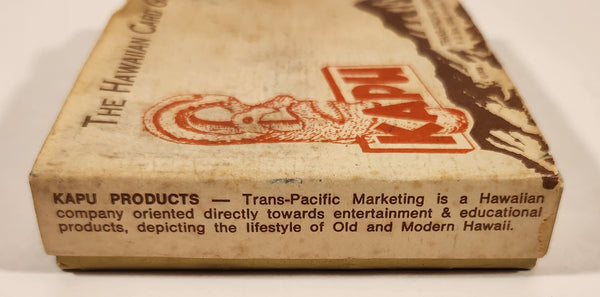 THE HAWAIIAN CARD
KAPU
KAPU PRODUCTS — Trans-Pacific Marketing is a Hawaiian
company oriented directly towards entertainment & educational
products, depicting the lifestyle of Old and Modern Hawaii.